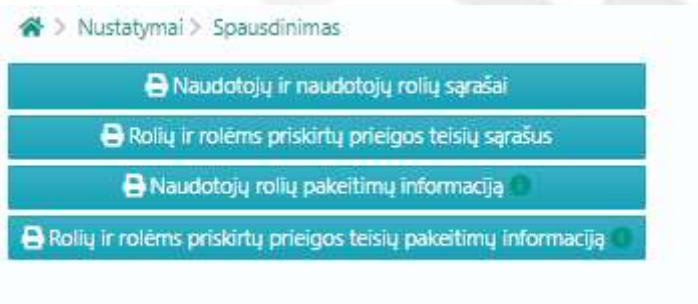 > Nustatymai > Spausdinimas
Naudotojų ir naudotojų rolių sąrašai
Rolių ir rolėms priskirtų prieigos teisių sąrašus
Naudotojų rolių pakeitimų informaciją
Rolių ir rolėms priskirtų prieigos teisių pakeitimų informaciją